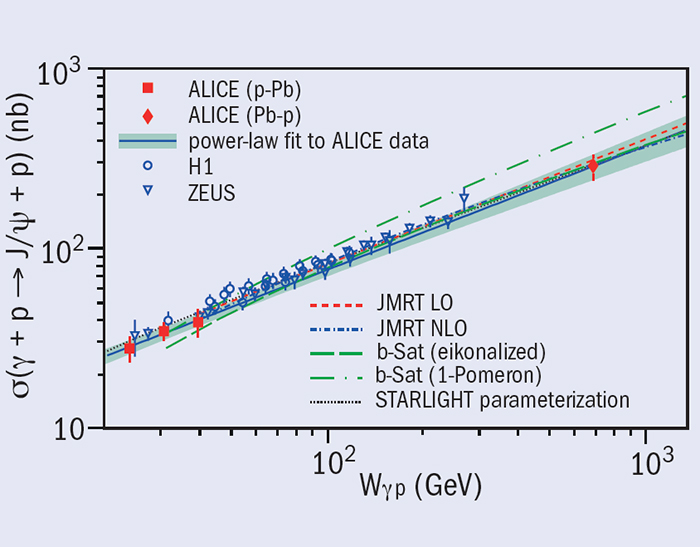 10³
ALICE (p-Pb)
ALICE (Pb-p)
power-law fit to ALICE data
H1
ZEUS
σ(γ + p → J/ψ + p) (nb)
10²
JMRT LO
JMRT NLO
b-Sat (eikonalized)
b-Sat (1-Pomeron)
STARLIGHT parameterization
10
10² 10³
Wγp (GeV)